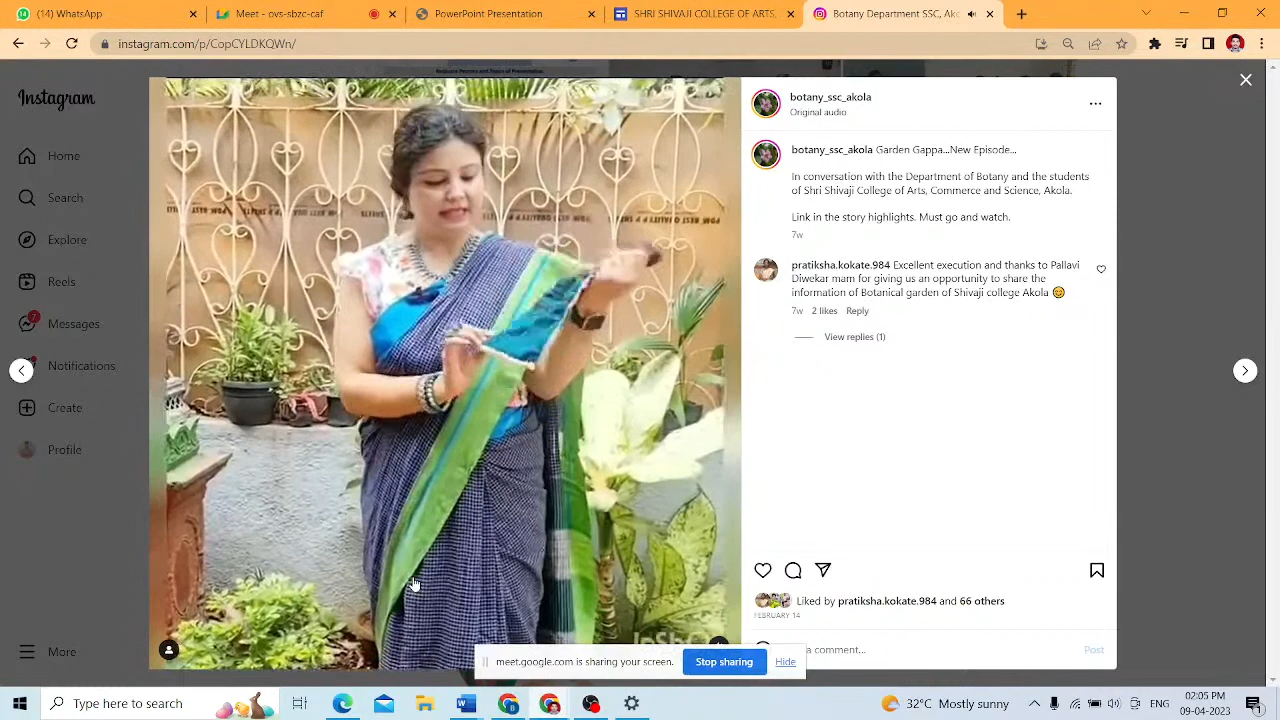 (14) WhatsApp
Meet - ovs-sbzc-caf
PowerPoint Presentation
SHRI SHIVAJI COLLEGE OF ARTS,
Botany Department SSC, Ako
instagram.com/p/CopCYLDKQWn/
Instagram
Home
Search
Explore
Reels
7
Messages
Notifications
Create
Profile
More
botany_ssc_akola
Original audio
botany_ssc_akola Garden Gappa...New Episode...
In conversation with the Department of Botany and the students
of Shri Shivaji College of Arts, Commerce and Science, Akola.
Link in the story highlights. Must go and watch.
7w
pratiksha.kokate.984 Excellent execution and thanks to Pallavi
Diwekar mam for giving us an opportunity to share the
information of Botanical garden of Shivaji college Akola 😊
7w 2 likes Reply
View replies (1)
Liked by pratiksha.kokate.984 and 66 others
FEBRUARY 14
a comment...
Post
meet.google.com is sharing your screen.
Stop sharing
Hide
Type here to search
32°C Mostly sunny
ENG
02:05 PM
09-04-2023